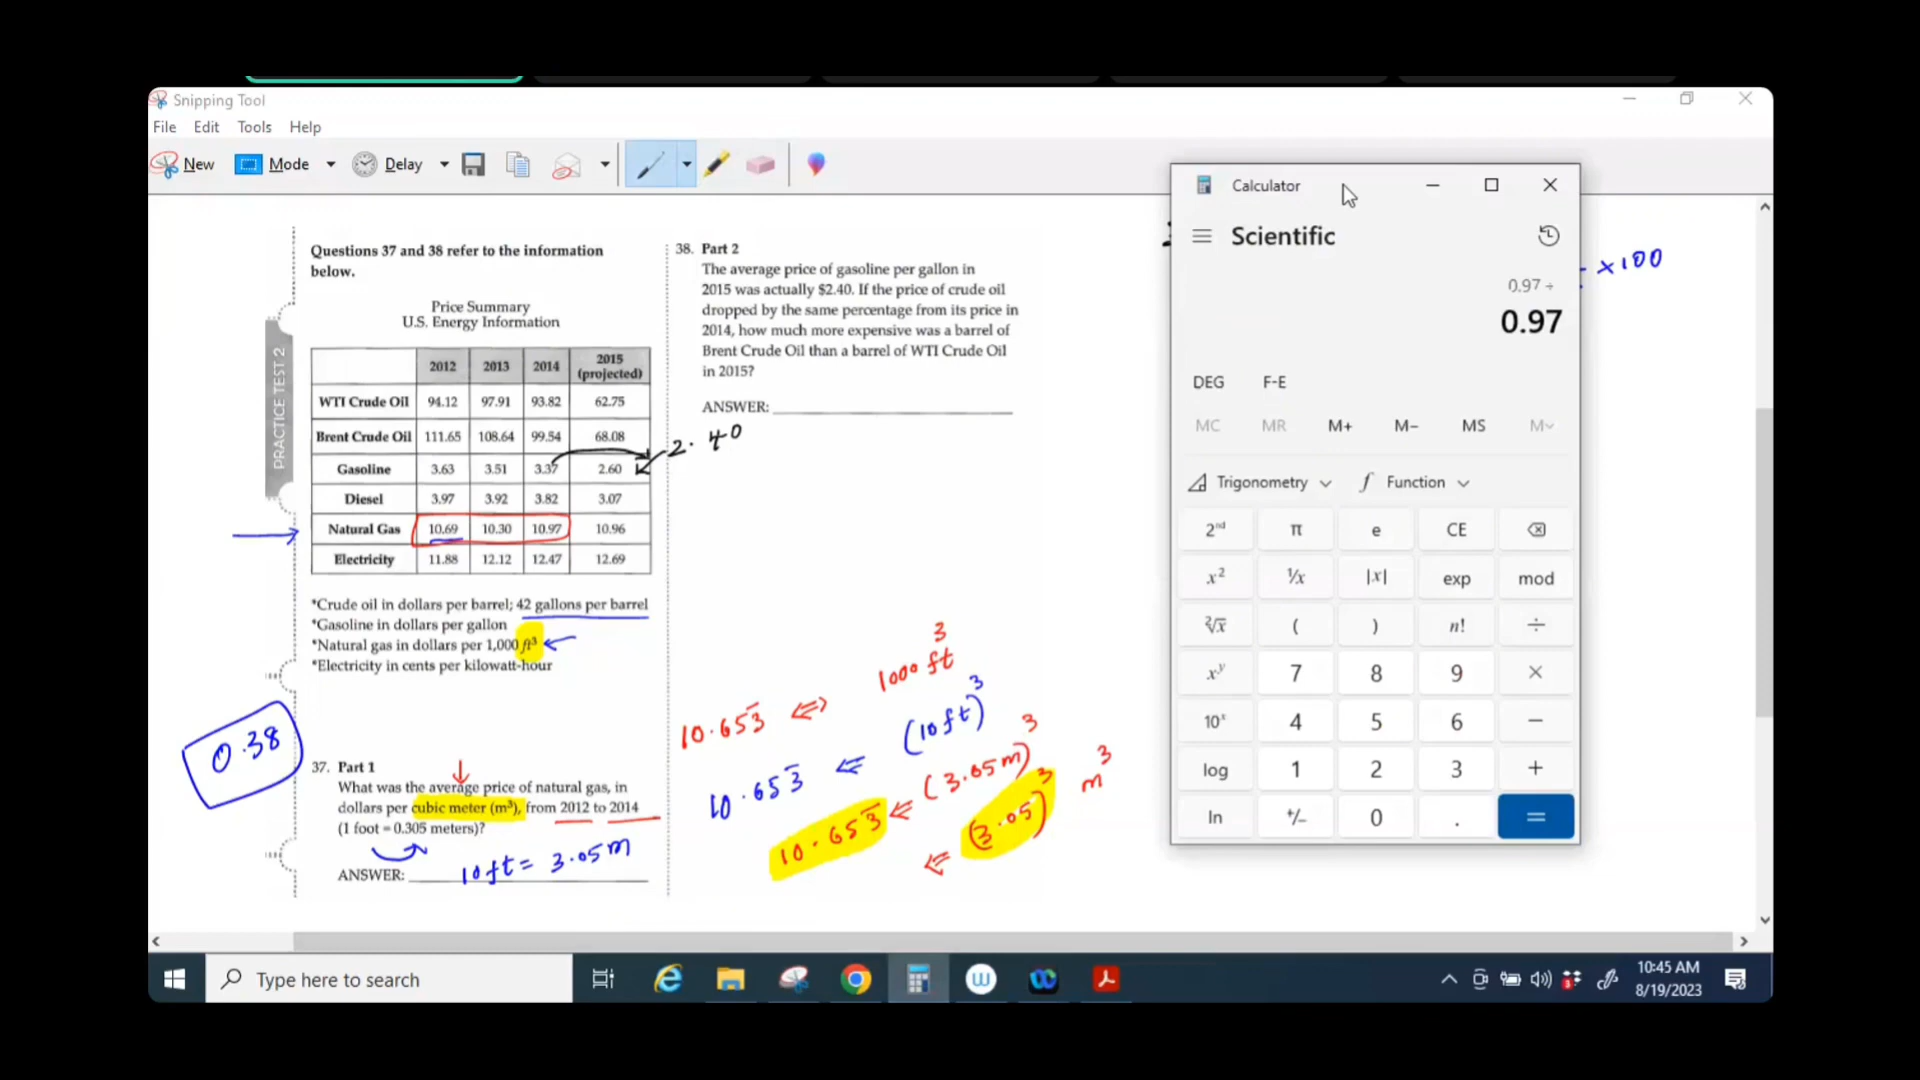 Snipping Tool
File Edit Tools Help
New Mode Delay
PRACTICE TEST 2
Questions 37 and 38 refer to the information
below.
Price Summary
U.S. Energy Information
2012 2013 2014 2015
(projected)
WTI Crude Oil 94.12 97.91 93.82 62.75
Brent Crude Oil 111.65 108.64 99.54 68.08
Gasoline 3.63 3.51 3.37 2.60
Diesel 3.97 3.92 3.82 3.07
Natural Gas 10.69 10.30 10.97 10.96
Electricity 11.88 12.12 12.47 12.69
*Crude oil in dollars per barrel; 42 gallons per barrel
*Gasoline in dollars per gallon
*Natural gas in dollars per 1,000 ft³
*Electricity in cents per kilowatt-hour
0.38
37. Part 1
What was the average price of natural gas, in
dollars per cubic meter (m³), from 2012 to 2014
(1 foot = 0.305 meters)?
ANSWER:
10ft = 3.05m
38. Part 2
The average price of gasoline per gallon in
2015 was actually $2.40. If the price of crude oil
dropped by the same percentage from its price in
2014, how much more expensive was a barrel of
Brent Crude Oil than a barrel of WTI Crude Oil
in 2015?
ANSWER:
2.40
10.653̄ ⇔ 1000 ft³
10.653̄ ⇐ (10ft)³
10.653̄ ⇐ (3.05m)³
⇐ (3.05)³ m³
×100
Calculator
Scientific
0.97 ÷
0.97
DEG F-E
MC MR M+ M− MS M
Trigonometry f Function
2ⁿᵈ π e CE
x² ¹/x |x| exp mod
²√x ( ) n! ÷
xʸ 7 8 9 ×
10ˣ 4 5 6 −
log 1 2 3 +
ln +/− 0 . =
Type here to search
10:45 AM
8/19/2023